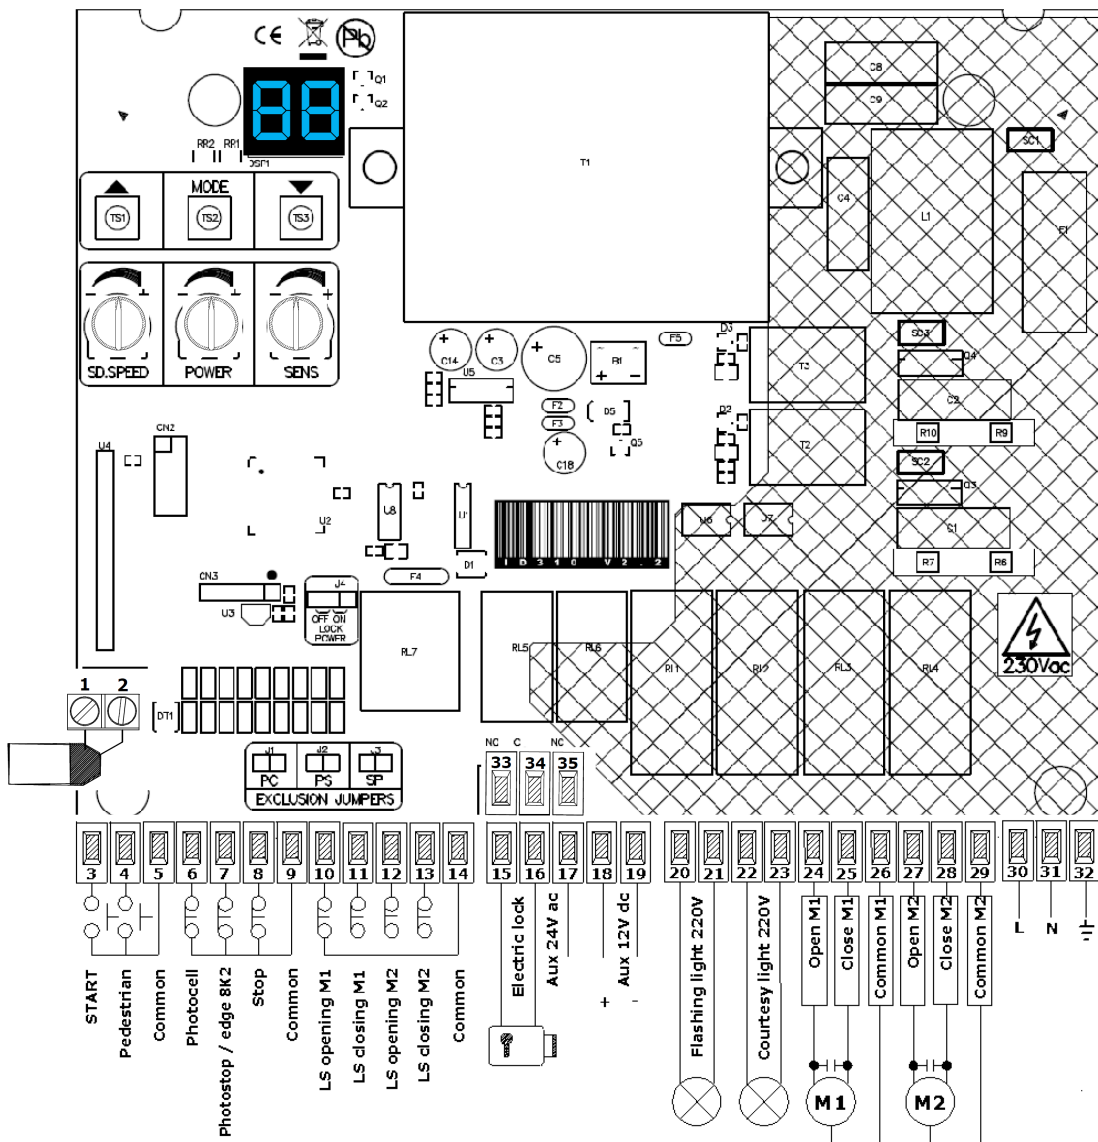 CE
Pb
88
Q1
Q2
C8
C9
RR2 RR1
DSP1
T1
SC1
MODE
TS1
TS2
TS3
C4
L1
F1
SD.SPEED
POWER
SENS
C14
C3
C5
R1
F5
D3
T3
SC3
Q4
U5
F2
F3
D5
Q5
D2
T2
C2
R10
R9
C18
SC2
Q3
U4
CN2
U2
U8
ID310 V2.2
U6
U7
C1
R7
R6
D1
CN3
F4
U3
J4
OFF ON
LOCK
POWER
RL7
RL5
RL6
RL1
RL2
RL3
RL4
230Vac
1 2
DT1
J1
J2
J3
PC
PS
SP
EXCLUSION JUMPERS
NC C NC
33 34 35
3 4 5 6 7 8 9 10 11 12 13 14 15 16 17 18 19 20 21 22 23 24 25 26 27 28 29 30 31 32
START
Pedestrian
Common
Photocell
Photostop / edge 8K2
Stop
Common
LS opening M1
LS closing M1
LS opening M2
LS closing M2
Common
Electric lock
Aux 24V ac
+
Aux 12V dc
-
Flashing light 220V
Courtesy light 220V
Open M1
Close M1
Common M1
Open M2
Close M2
Common M2
L
N
M1
M2